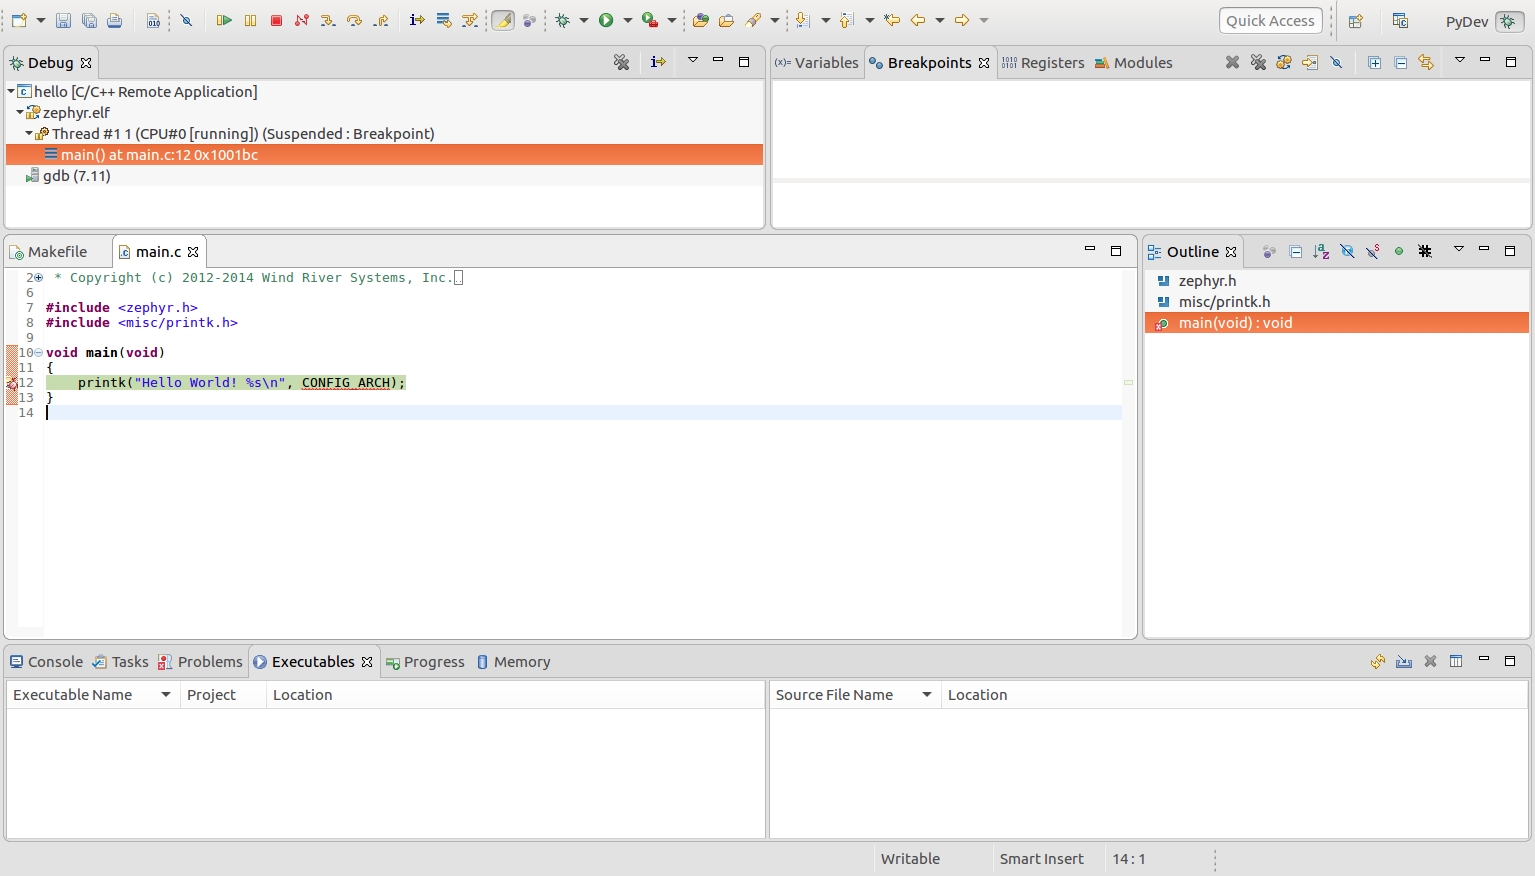 Quick Access
PyDev
Debug
Variables
Breakpoints
Registers
Modules
hello [C/C++ Remote Application]
zephyr.elf
Thread #1 1 (CPU#0 [running]) (Suspended : Breakpoint)
main() at main.c:12 0x1001bc
gdb (7.11)
Makefile
main.c
2 * Copyright (c) 2012-2014 Wind River Systems, Inc.
6
7 #include <zephyr.h>
8 #include <misc/printk.h>
9
10 void main(void)
11 {
12 printk("Hello World! %s\n", CONFIG_ARCH);
13 }
14
Outline
zephyr.h
misc/printk.h
main(void) : void
Console
Tasks
Problems
Executables
Progress
Memory
Executable Name
Project
Location
Source File Name
Location
Writable
Smart Insert
14 : 1